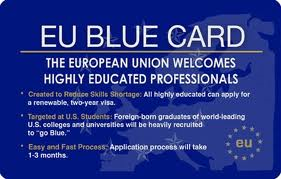 EU BLUE CARD
THE EUROPEAN UNION WELCOMES
HIGHLY EDUCATED PROFESSIONALS
• Created to Reduce Skills Shortage: All highly educated can apply for
a renewable, two-year visa.
• Targeted at U.S. Students: Foreign-born graduates of world-leading
U.S. colleges and universities will be heavily recruited
to "go Blue."
• Easy and Fast Process: Application process will take
1-3 months.
eu